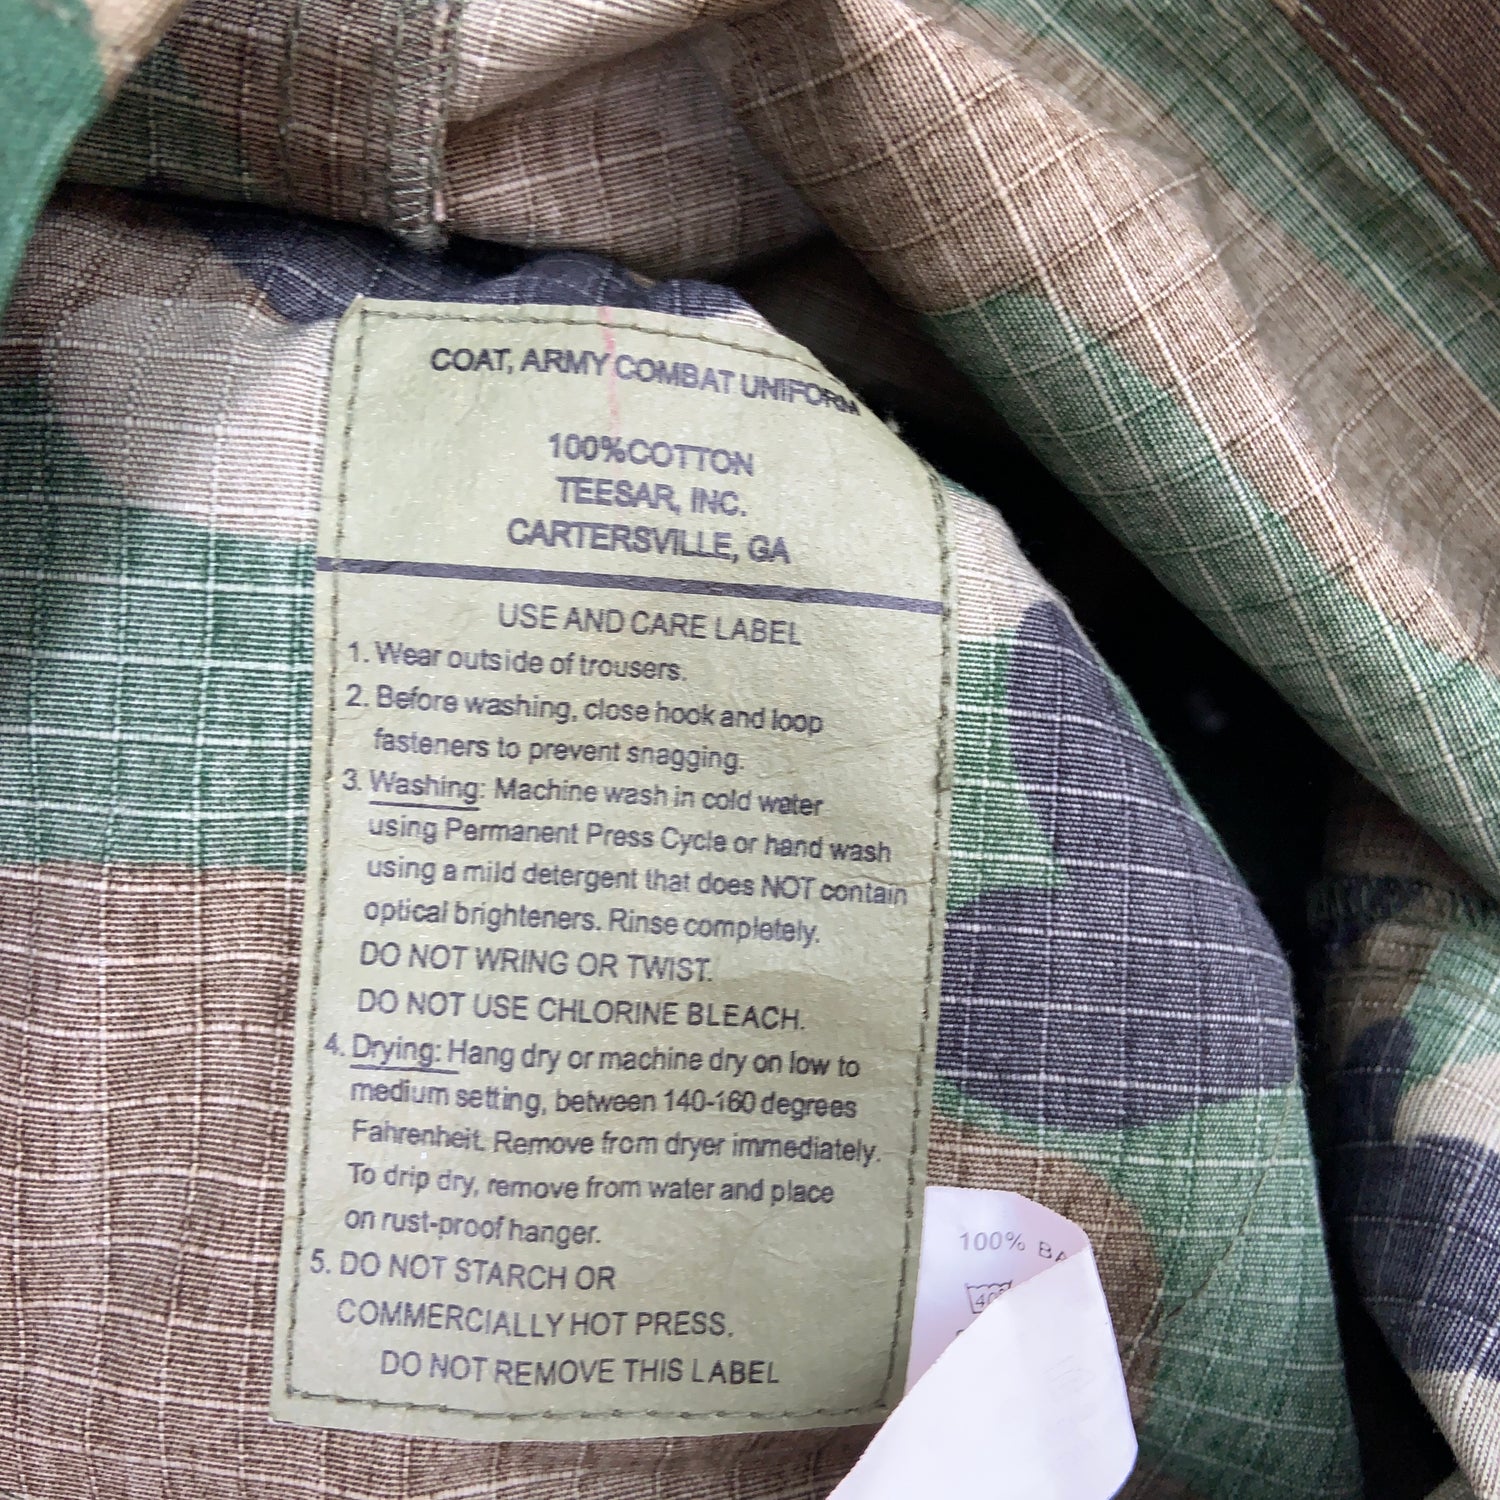 COAT, ARMY COMBAT UNIFORM
100%COTTON
TEESAR, INC.
CARTERSVILLE, GA
USE AND CARE LABEL
1. Wear outside of trousers.
2. Before washing, close hook and loop
fasteners to prevent snagging.
3. Washing: Machine wash in cold water
using Permanent Press Cycle or hand wash
using a mild detergent that does NOT contain
optical brighteners. Rinse completely.
DO NOT WRING OR TWIST.
DO NOT USE CHLORINE BLEACH.
4. Drying: Hang dry or machine dry on low to
medium setting, between 140-160 degrees
Fahrenheit. Remove from dryer immediately.
To drip dry, remove from water and place
on rust-proof hanger.
5. DO NOT STARCH OR
COMMERCIALLY HOT PRESS.
DO NOT REMOVE THIS LABEL
100%